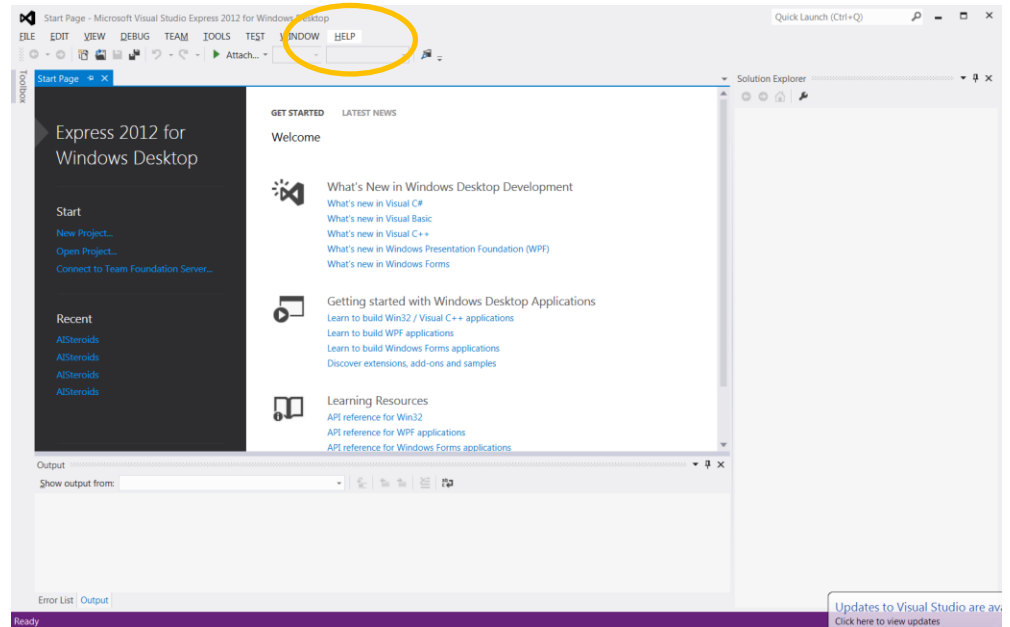 Start Page - Microsoft Visual Studio Express 2012 for Windows Desktop
Quick Launch (Ctrl+Q)
FILE EDIT VIEW DEBUG TEAM TOOLS TEST WINDOW HELP
Attach...
Toolbox
Start Page
Solution Explorer
Express 2012 for
Windows Desktop
Start
New Project...
Open Project...
Connect to Team Foundation Server...
Recent
AISteroids
AISteroids
AISteroids
AISteroids
GET STARTED LATEST NEWS
Welcome
What's New in Windows Desktop Development
What's new in Visual C#
What's new in Visual Basic
What's new in Visual C++
What's new in Windows Presentation Foundation (WPF)
What's new in Windows Forms
Getting started with Windows Desktop Applications
Learn to build Win32 / Visual C++ applications
Learn to build WPF applications
Learn to build Windows Forms applications
Discover extensions, add-ons and samples
Learning Resources
API reference for Win32
API reference for WPF applications
API reference for Windows Forms applications
Output
Show output from:
Error List Output
Updates to Visual Studio are ava
Click here to view updates
Ready